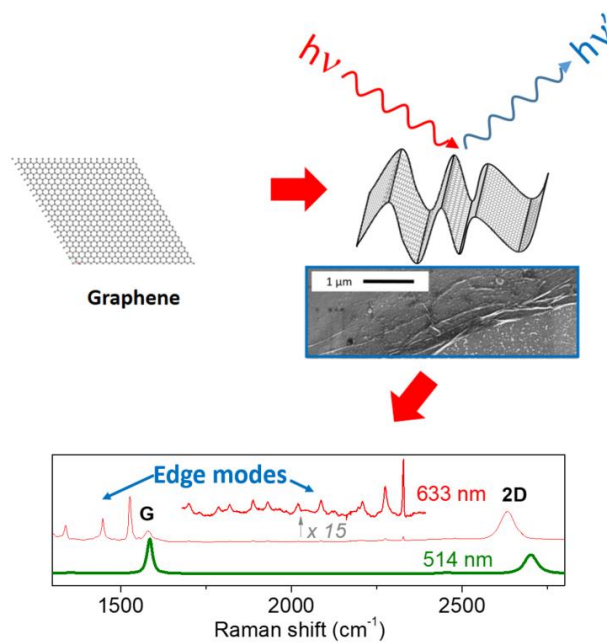 hν
hν'
Graphene
1 μm
Edge modes
633 nm
2D
G
x 15
514 nm
1500
2000
2500
Raman shift (cm⁻¹)